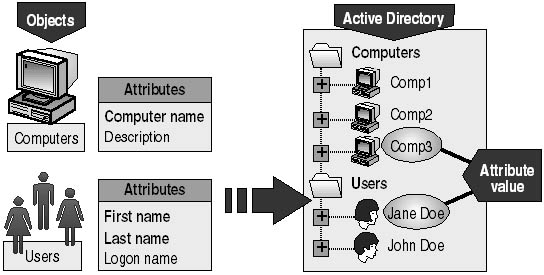 Objects
Computers
Attributes
Computer name
Description
Users
Attributes
First name
Last name
Logon name
Active Directory
Computers
Comp1
Comp2
Comp3
Users
Jane Doe
John Doe
Attribute
value